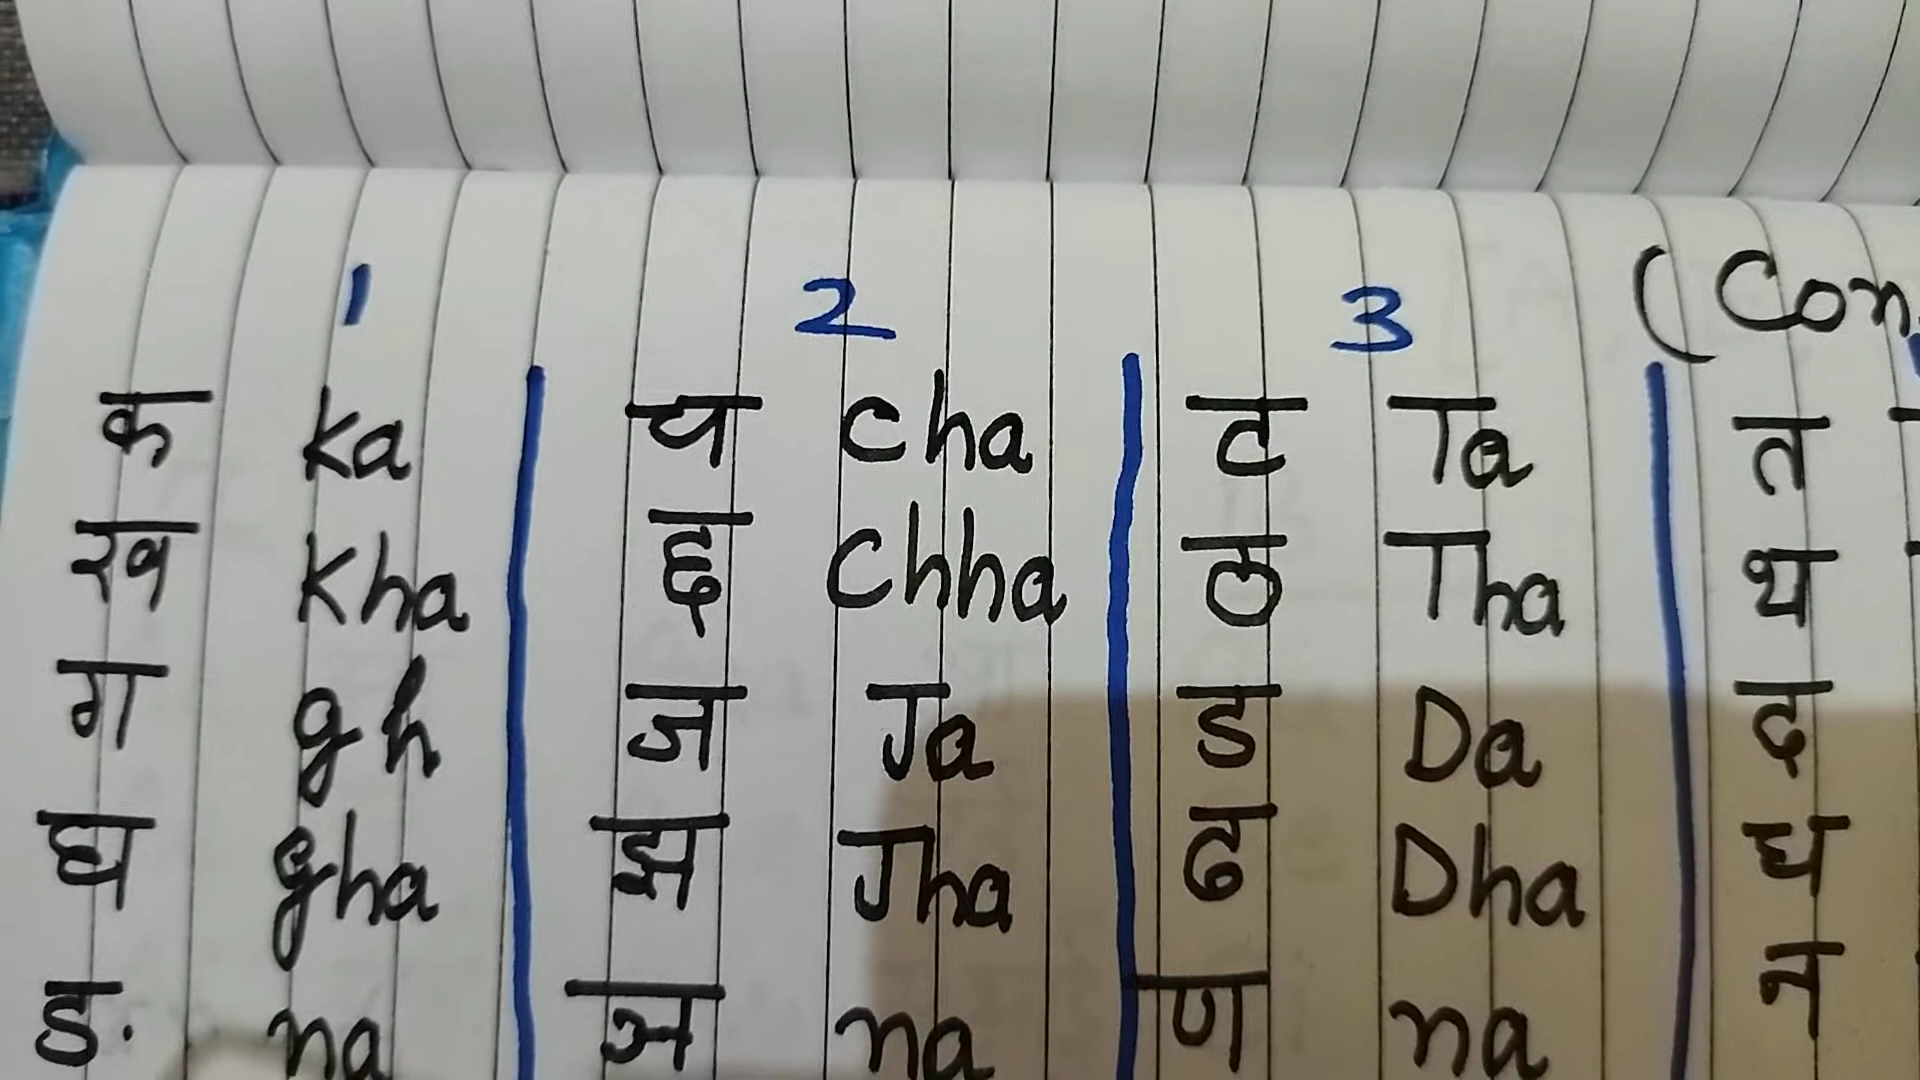 1 2 3 (Con
क ka च cha ट Ta त
ख kha छ chha ठ Tha थ
ग gh ज Ja ड Da द
घ gha झ Jha ढ Dha ध
ङ na ञ na ण na न